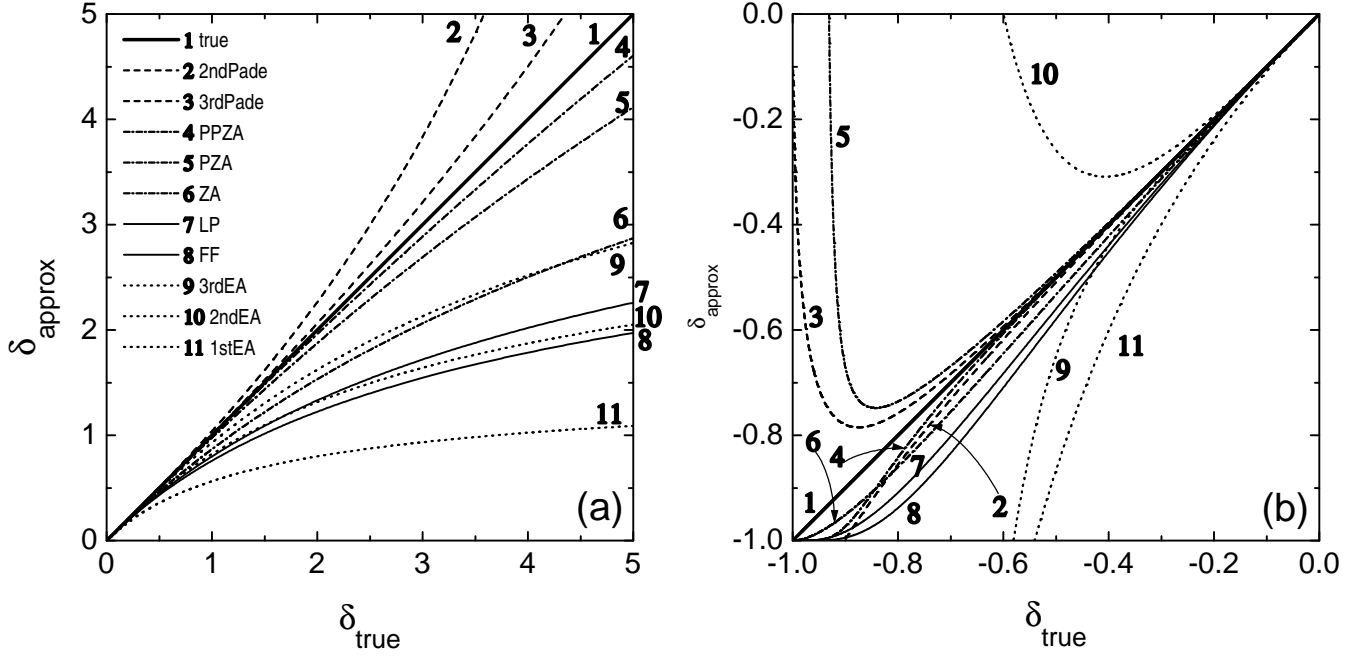 5
4
3
2
1
0
0
1
2
3
4
5
δapprox
δtrue
1 true
2 2ndPade
3 3rdPade
4 PPZA
5 PZA
6 ZA
7 LP
8 FF
9 3rdEA
10 2ndEA
11 1stEA
2
3
1
4
5
6
9
7
10
8
11
(a)
0.0
-0.2
-0.4
-0.6
-0.8
-1.0
-1.0
-0.8
-0.6
-0.4
-0.2
0.0
δapprox
δtrue
10
5
3
9
11
6
4
7
1
8
2
(b)